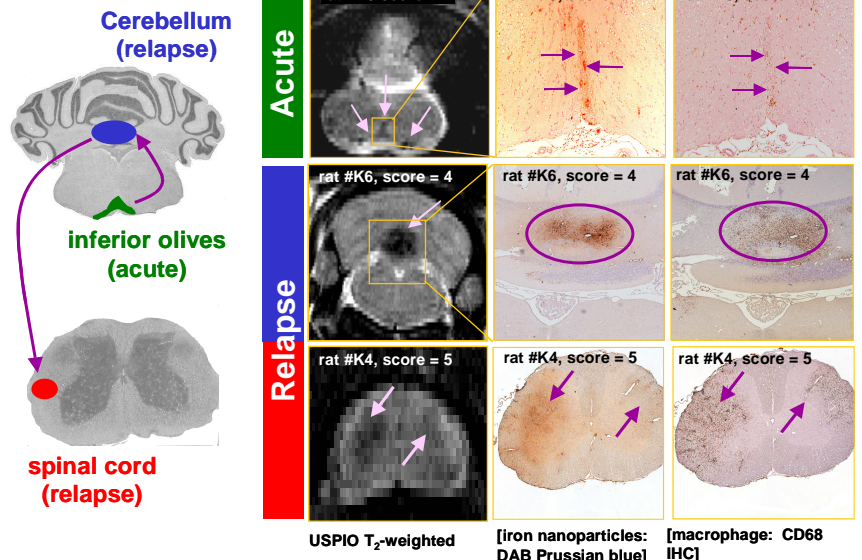 Cerebellum
(relapse)
inferior olives
(acute)
spinal cord
(relapse)
Acute
Relapse
rat #K6, score = 4
rat #K6, score = 4
rat #K6, score = 4
rat #K4, score = 5
rat #K4, score = 5
rat #K4, score = 5
USPIO T2-weighted
[iron nanoparticles:
DAB Prussian blue]
[macrophage: CD68
IHC]